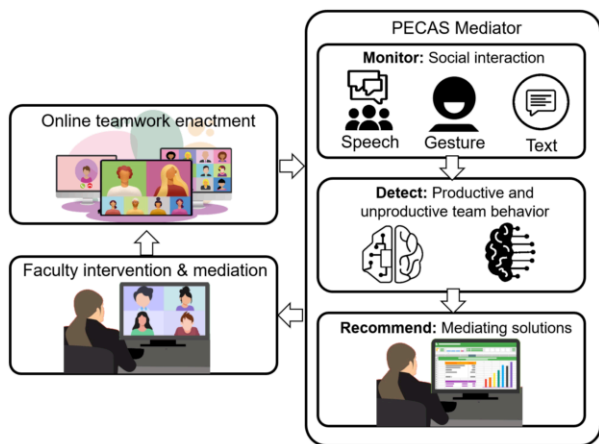 PECAS Mediator
Monitor: Social interaction
Speech
Gesture
Text
Online teamwork enactment
Detect: Productive and
unproductive team behavior
Faculty intervention & mediation
Recommend: Mediating solutions